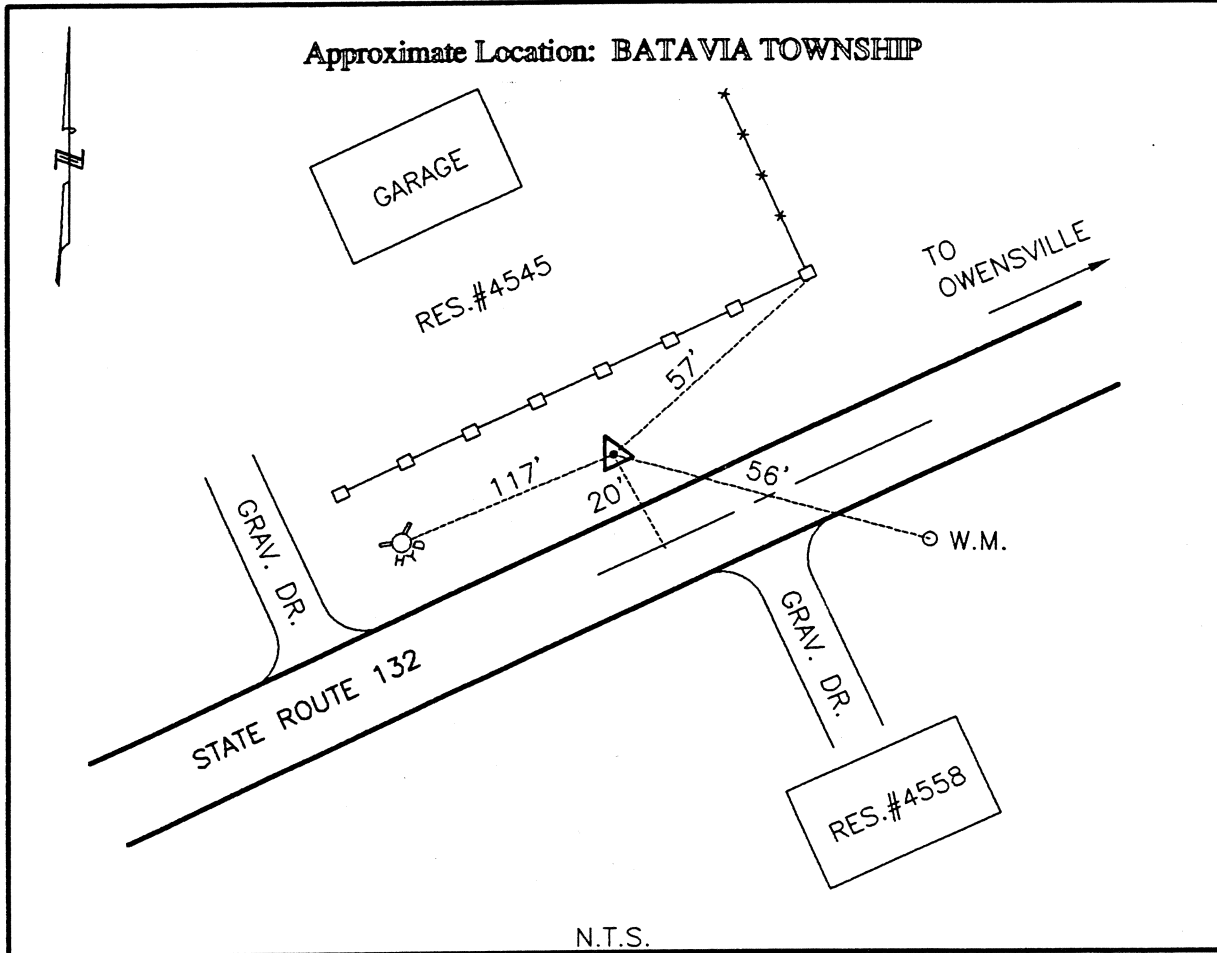 Approximate Location: BATAVIA TOWNSHIP
N
GARAGE
RES.#4545
TO
OWENSVILLE
57'
117'
20'
56'
HYD
W.M.
GRAV. DR.
GRAV. DR.
STATE ROUTE 132
RES.#4558
N.T.S.